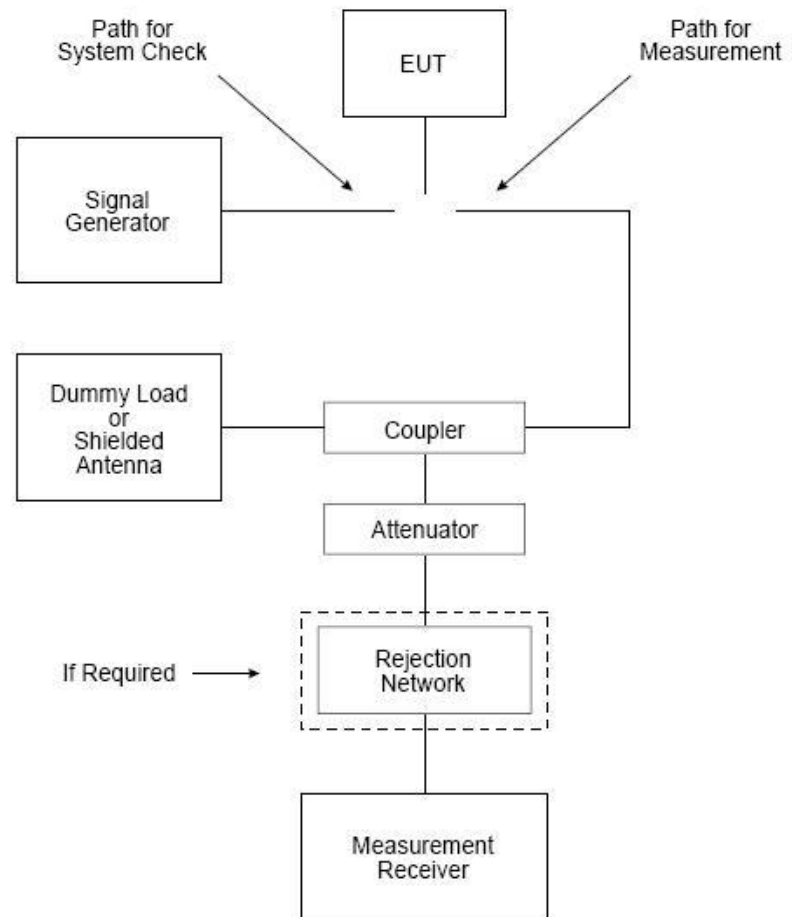 Path for
System Check
EUT
Path for
Measurement
Signal
Generator
Dummy Load
or
Shielded
Antenna
Coupler
Attenuator
If Required
Rejection
Network
Measurement
Receiver